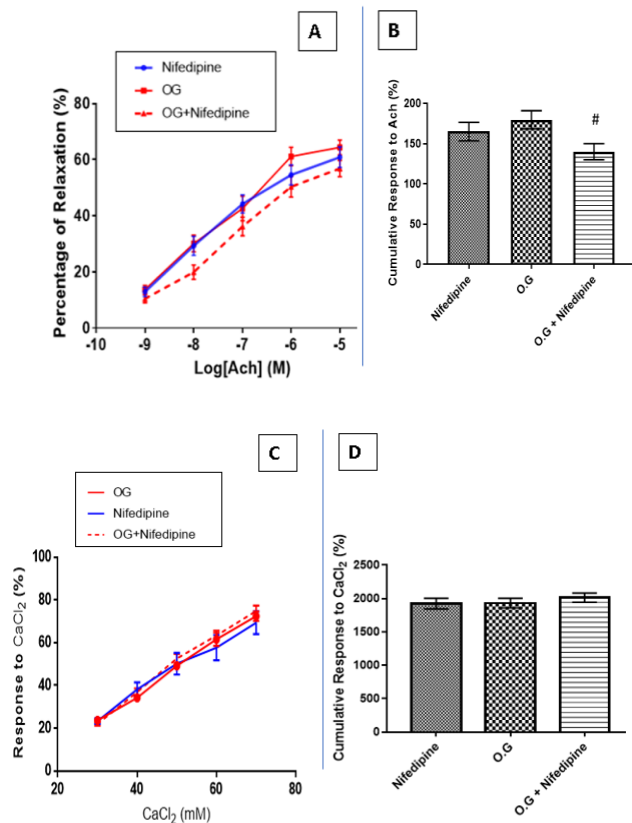 A
Nifedipine
OG
OG+Nifedipine
Percentage of Relaxation (%)
80
60
40
20
0
-10
-9
-8
-7
-6
-5
Log[Ach] (M)
B
Cumulative Response to Ach (%)
200
150
100
50
0
#
Nifedipine
O.G
O.G + Nifedipine
C
OG
Nifedipine
OG+Nifedipine
Response to CaCl₂ (%)
100
80
60
40
20
0
20
40
60
80
CaCl₂ (mM)
D
Cumulative Response to CaCl₂ (%)
2500
2000
1500
1000
500
0
Nifedipine
O.G
O.G + Nifedipine